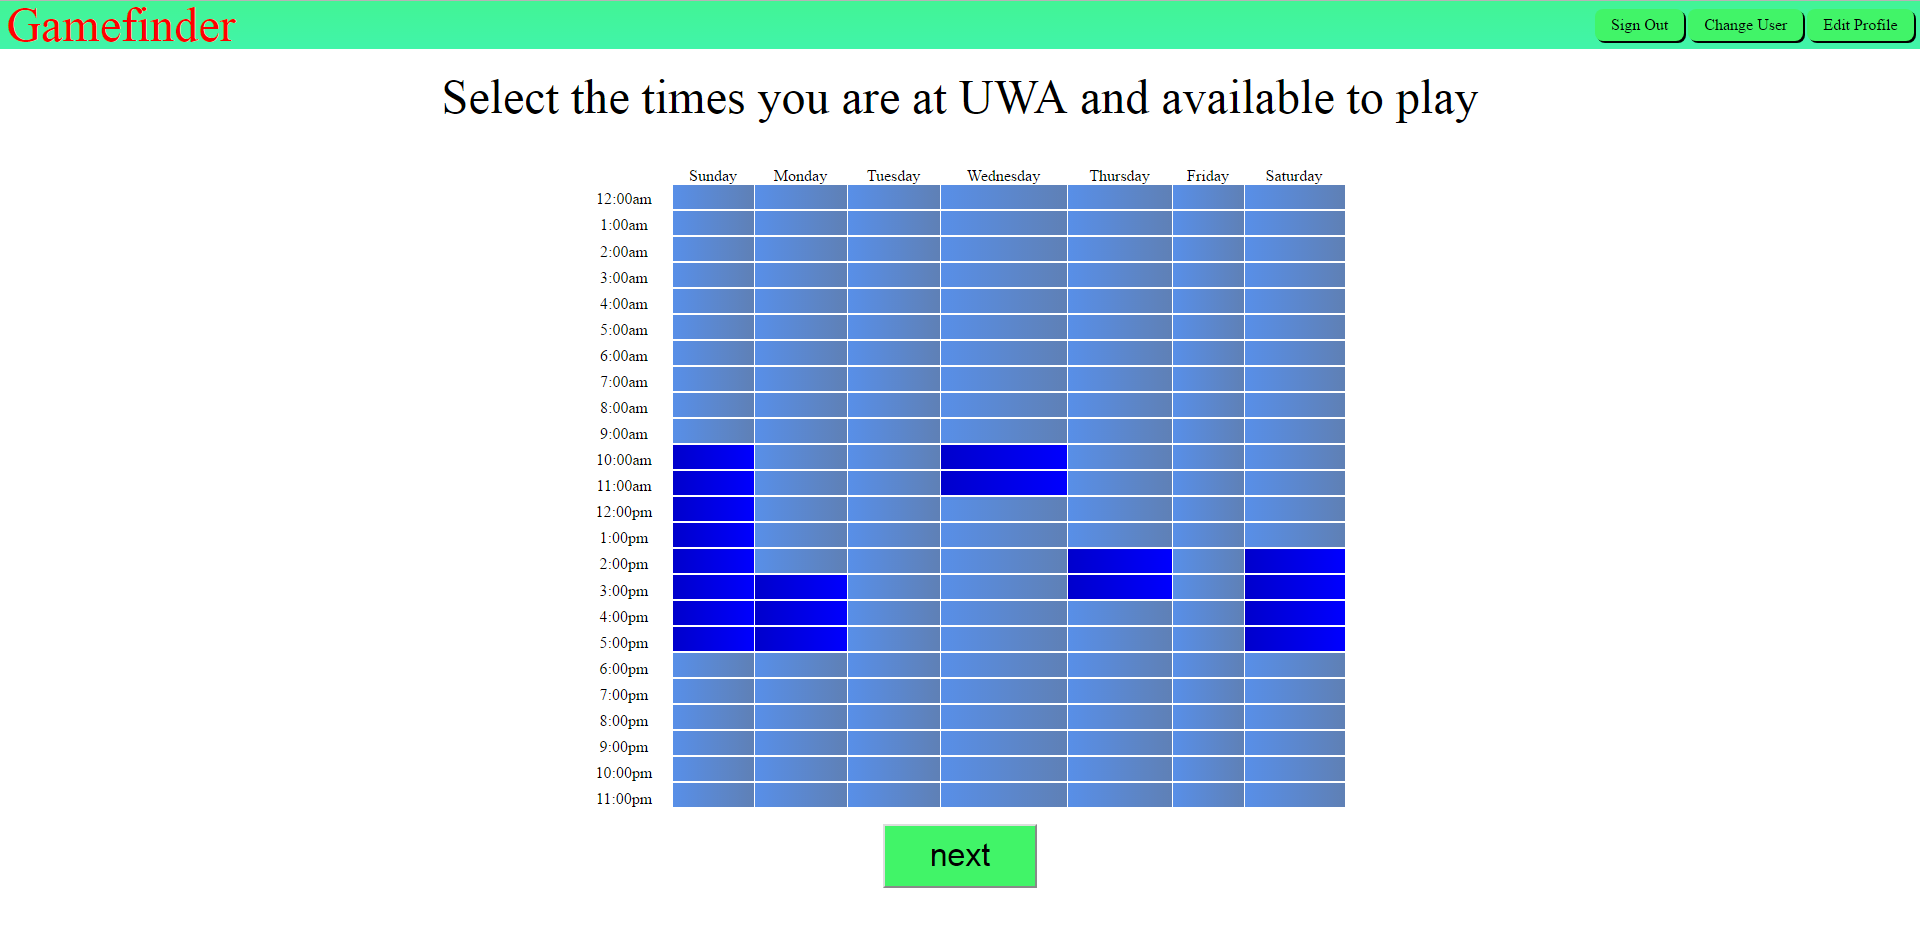 Gamefinder
Sign Out Change User Edit Profile
Select the times you are at UWA and available to play
Sunday Monday Tuesday Wednesday Thursday Friday Saturday
12:00am
1:00am
2:00am
3:00am
4:00am
5:00am
6:00am
7:00am
8:00am
9:00am
10:00am
11:00am
12:00pm
1:00pm
2:00pm
3:00pm
4:00pm
5:00pm
6:00pm
7:00pm
8:00pm
9:00pm
10:00pm
11:00pm
next